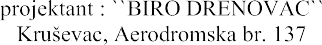 projektant : ``BIRO DRENOVAC``
Kruševac, Aerodromska br. 137